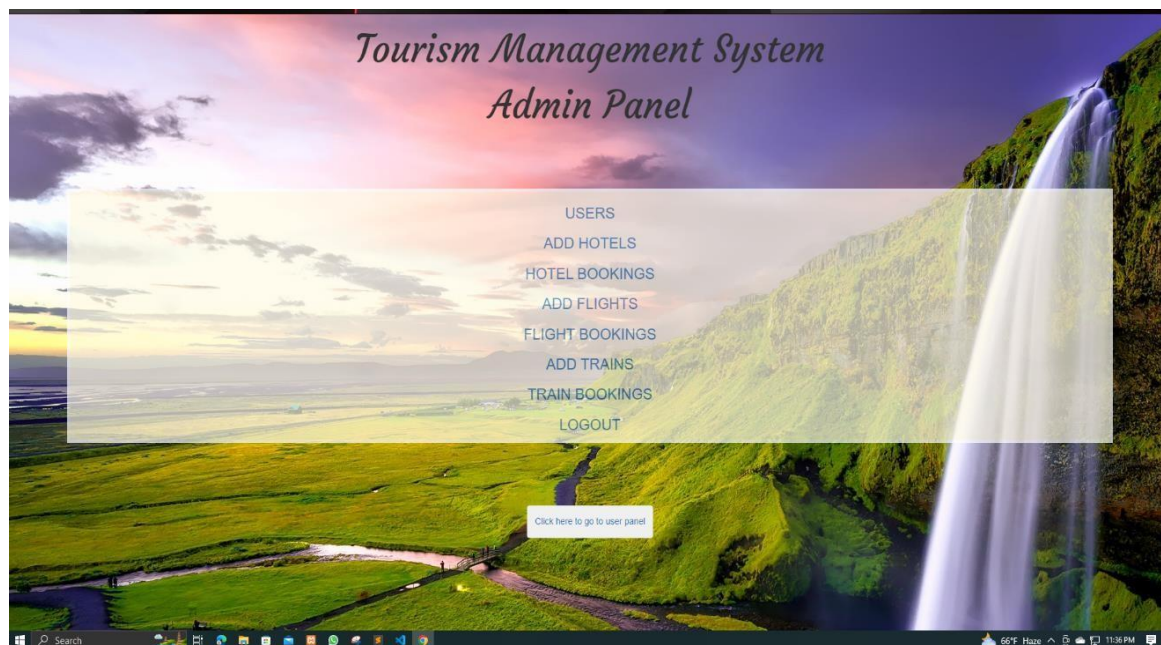 Tourism Management System
Admin Panel
USERS
ADD HOTELS
HOTEL BOOKINGS
ADD FLIGHTS
FLIGHT BOOKINGS
ADD TRAINS
TRAIN BOOKINGS
LOGOUT
Click here to go to user panel
Search
66°F Haze
11:36 PM